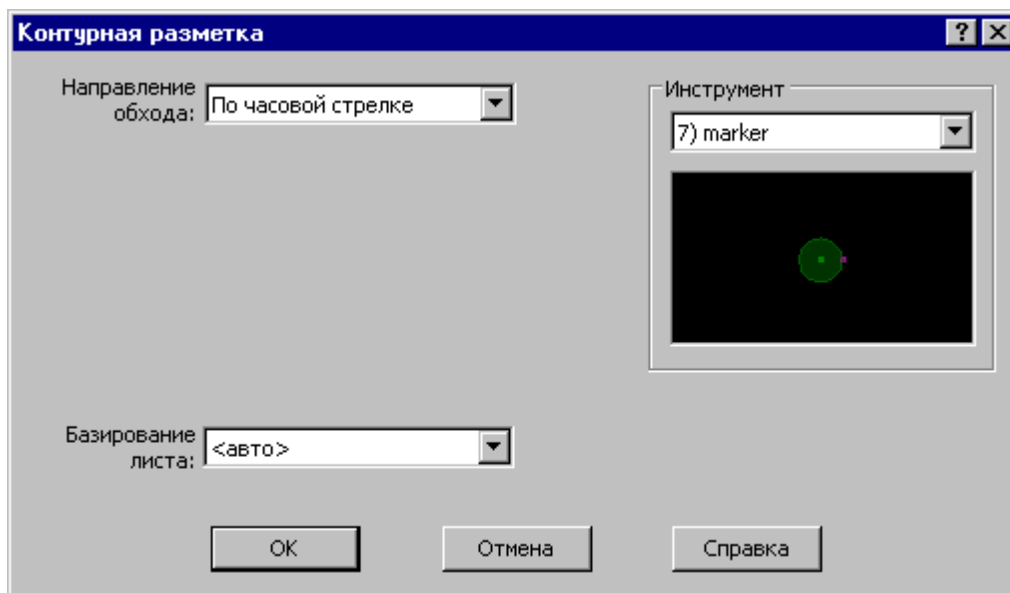 Контурная разметка
Направление
обхода:
По часовой стрелке
Инструмент
7) marker
Базирование
листа:
<авто>
OK
Отмена
Справка